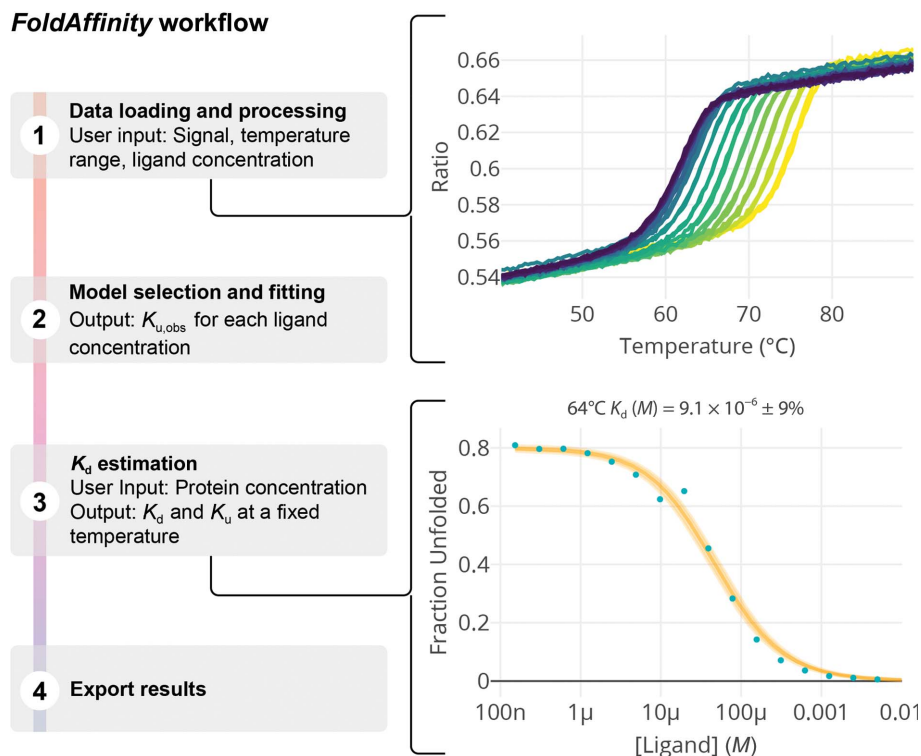 FoldAffinity workflow
1
Data loading and processing
User input: Signal, temperature
range, ligand concentration
2
Model selection and fitting
Output: Ku,obs for each ligand
concentration
3
Kd estimation
User Input: Protein concentration
Output: Kd and Ku at a fixed
temperature
4
Export results
Ratio
0.66
0.64
0.62
0.6
0.58
0.56
0.54
50 60 70 80
Temperature (°C)
64°C Kd (M) = 9.1 × 10⁻⁶ ± 9%
Fraction Unfolded
0.8
0.6
0.4
0.2
0
100n 1µ 10µ 100µ 0.001 0.01
[Ligand] (M)